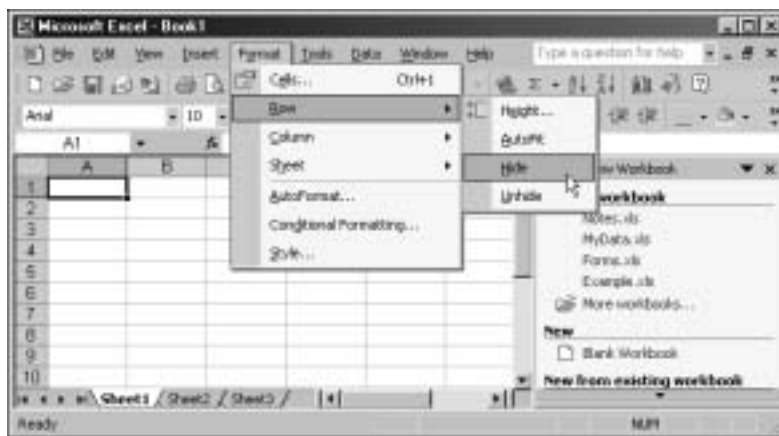 Microsoft Excel - Book1
File Edit View Insert Format Tools Data Window Help Type a question for help
Arial 10
A1
A B
1
2
3
4
5
6
7
8
9
10
Cells... Ctrl+1
Row
Column
Sheet
AutoFormat...
Conditional Formatting...
Style...
Height...
AutoFit
Hide
Unhide
New Workbook
workbook
Notes.xls
MyData.xls
Forms.xls
Example.xls
More workbooks...
New
Blank Workbook
New from existing workbook
Sheet1 Sheet2 Sheet3
Ready NUM